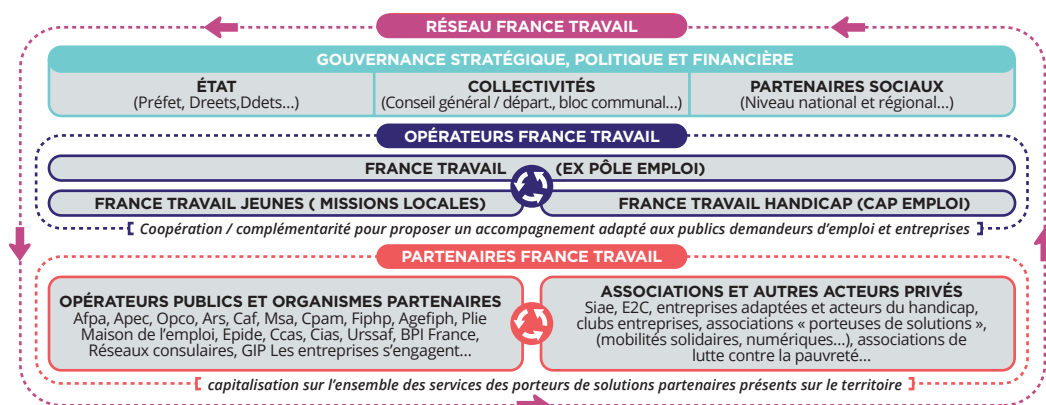 RÉSEAU FRANCE TRAVAIL
GOUVERNANCE STRATÉGIQUE, POLITIQUE ET FINANCIÈRE
ÉTAT
(Préfet, Dreets,Ddets...)
COLLECTIVITÉS
(Conseil général / départ., bloc communal...)
PARTENAIRES SOCIAUX
(Niveau national et régional...)
OPÉRATEURS FRANCE TRAVAIL
FRANCE TRAVAIL (EX PÔLE EMPLOI)
FRANCE TRAVAIL JEUNES ( MISSIONS LOCALES)
FRANCE TRAVAIL HANDICAP (CAP EMPLOI)
[ Coopération / complémentarité pour proposer un accompagnement adapté aux publics demandeurs d'emploi et entreprises ]
PARTENAIRES FRANCE TRAVAIL
OPÉRATEURS PUBLICS ET ORGANISMES PARTENAIRES
Afpa, Apec, Opco, Ars, Caf, Msa, Cpam, Fiphp, Agefiph, Plie
Maison de l'emploi, Epide, Ccas, Cias, Urssaf, BPI France,
Réseaux consulaires, GIP Les entreprises s'engagent...
ASSOCIATIONS ET AUTRES ACTEURS PRIVÉS
Siae, E2C, entreprises adaptées et acteurs du handicap,
clubs entreprises, associations « porteuses de solutions »,
(mobilités solidaires, numériques...), associations de
lutte contre la pauvreté...
[ capitalisation sur l'ensemble des services des porteurs de solutions partenaires présents sur le territoire ]